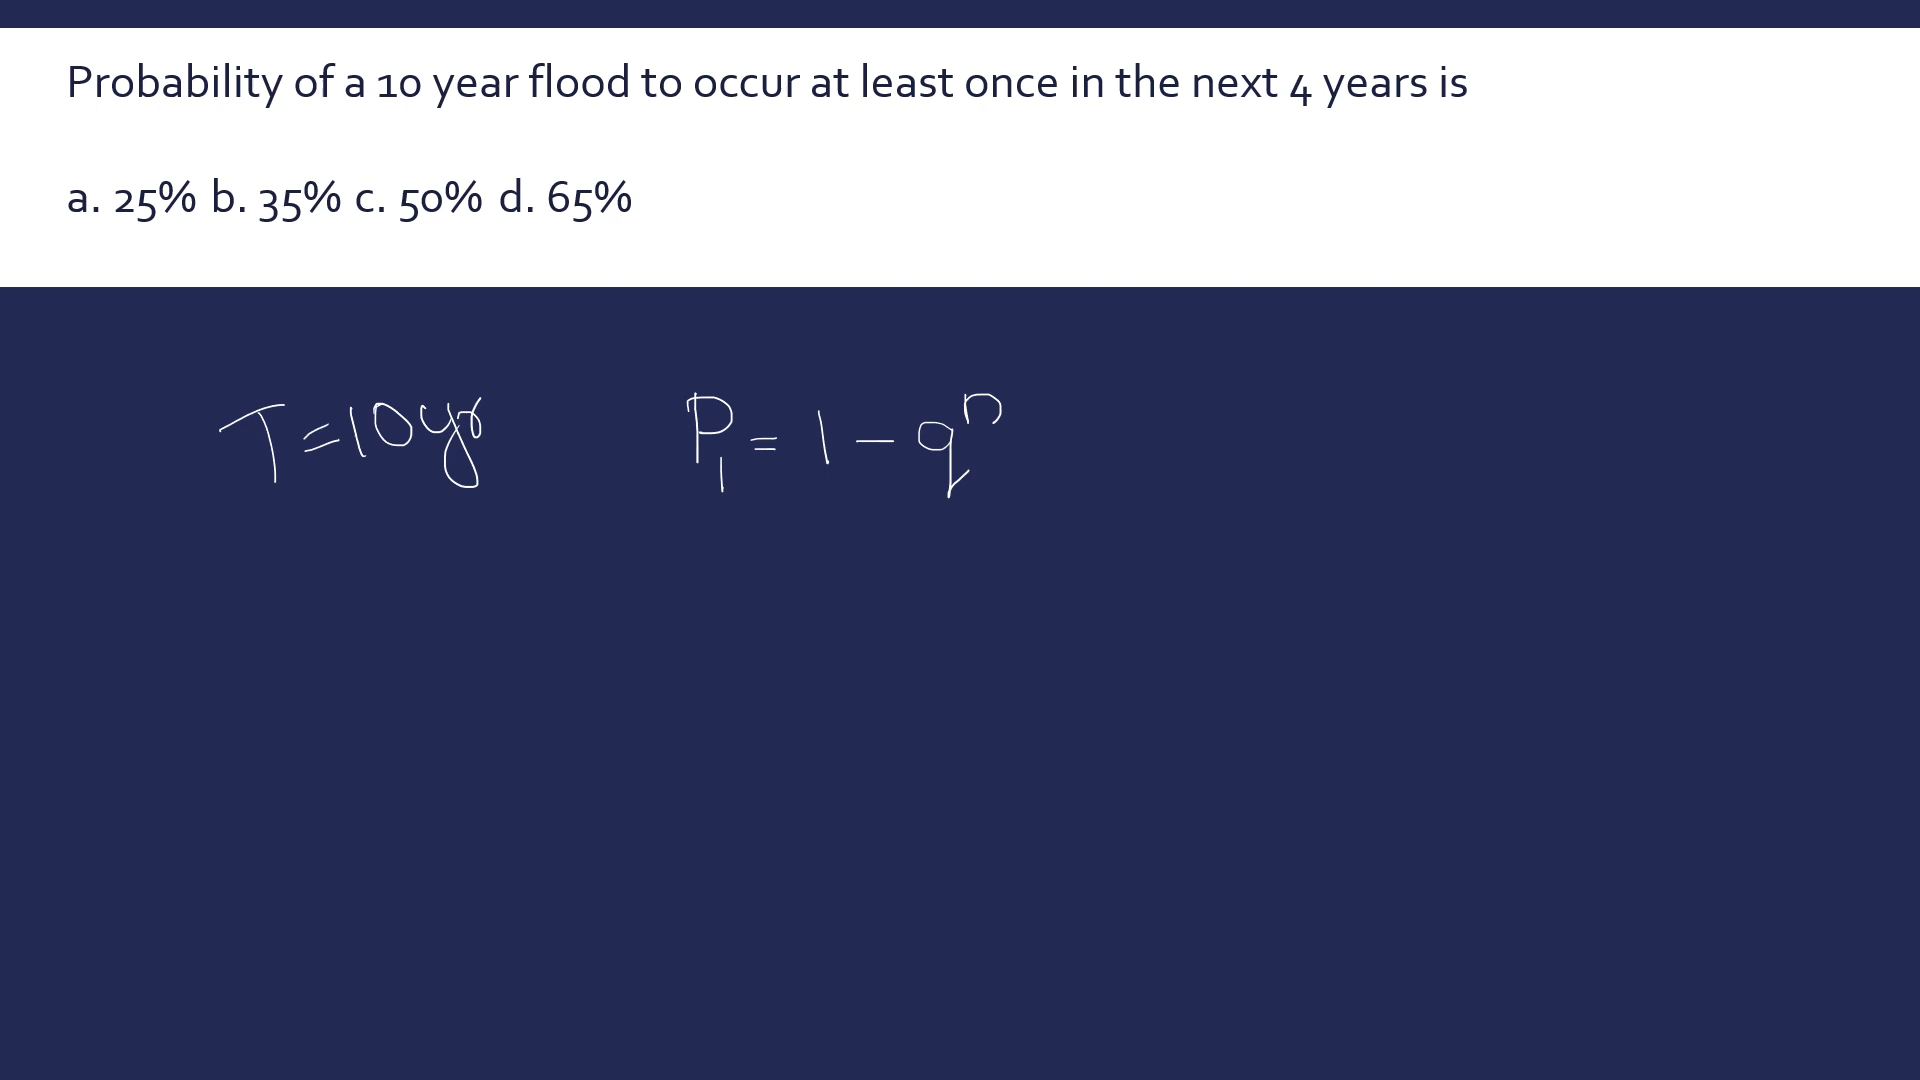 Probability of a 10 year flood to occur at least once in the next 4 years is
a. 25% b. 35% c. 50% d. 65%
T = 10yr P₁ = 1 − qⁿ